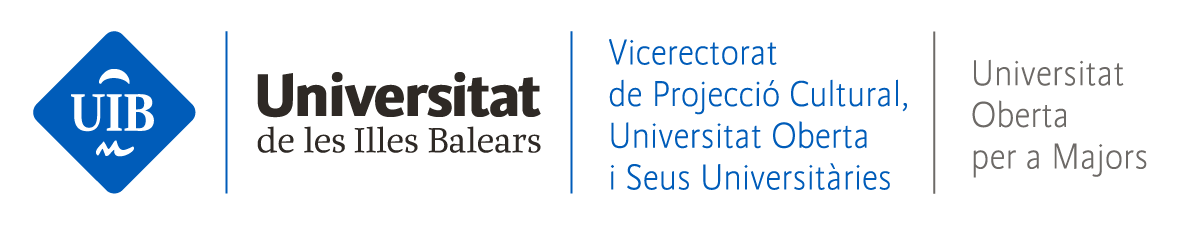 UIB
Universitat
de les Illes Balears
Vicerectorat
de Projecció Cultural,
Universitat Oberta
i Seus Universitàries
Universitat
Oberta
per a Majors